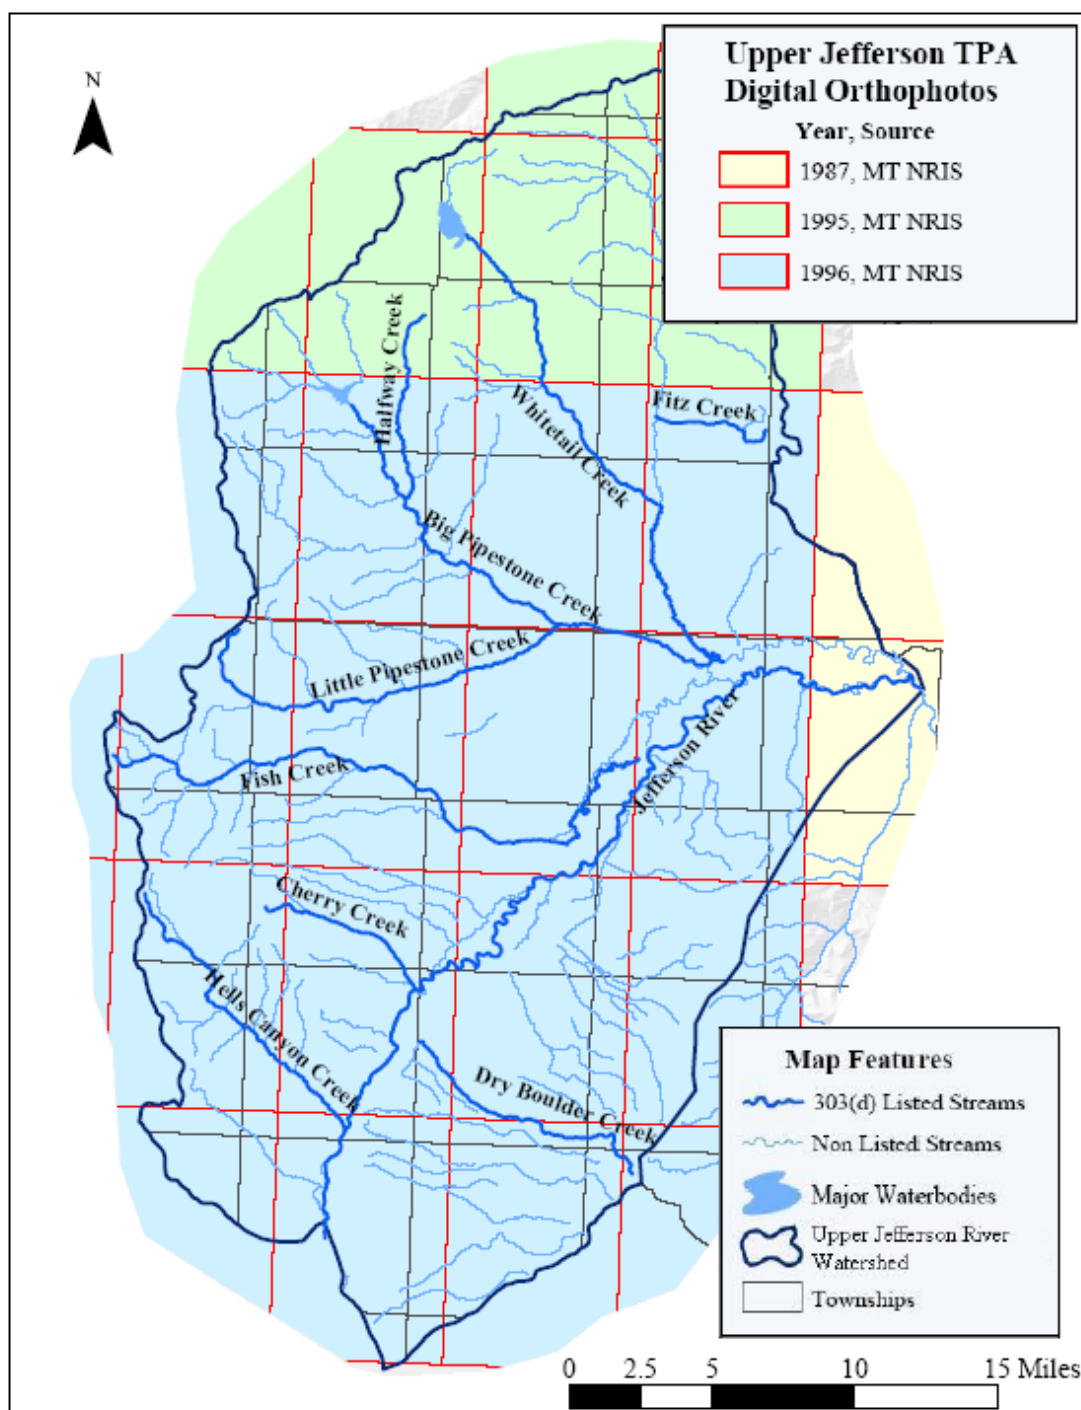 Upper Jefferson TPA
Digital Orthophotos
Year, Source
1987, MT NRIS
1995, MT NRIS
1996, MT NRIS
N
Halfway Creek
Whitetail Creek
Fitz Creek
Big Pipestone Creek
Little Pipestone Creek
Jefferson River
Fish Creek
Cherry Creek
Hells Canyon Creek
Dry Boulder Creek
Map Features
303(d) Listed Streams
Non Listed Streams
Major Waterbodies
Upper Jefferson River
Watershed
Townships
0 2.5 5 10 15 Miles